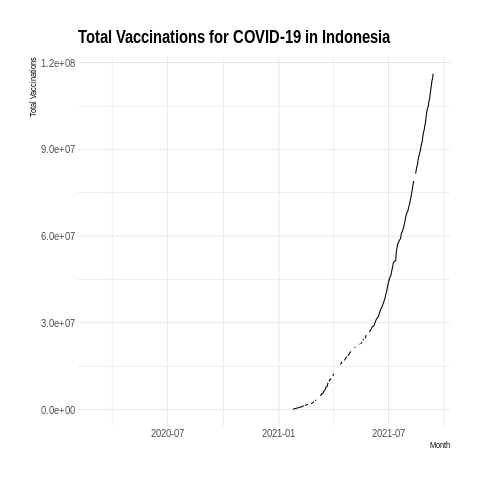 Total Vaccinations for COVID-19 in Indonesia
Total Vaccinations
1.2e+08
9.0e+07
6.0e+07
3.0e+07
0.0e+00
2020-07 2021-01 2021-07
Month